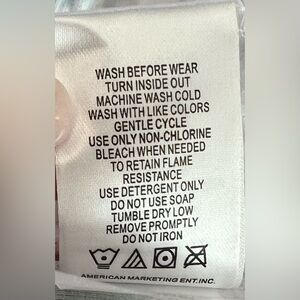 WASH BEFORE WEAR
TURN INSIDE OUT
MACHINE WASH COLD
WASH WITH LIKE COLORS
GENTLE CYCLE
USE ONLY NON-CHLORINE
BLEACH WHEN NEEDED
TO RETAIN FLAME
RESISTANCE
USE DETERGENT ONLY
DO NOT USE SOAP
TUMBLE DRY LOW
REMOVE PROMPTLY
DO NOT IRON
AMERICAN MARKETING ENT.INC.